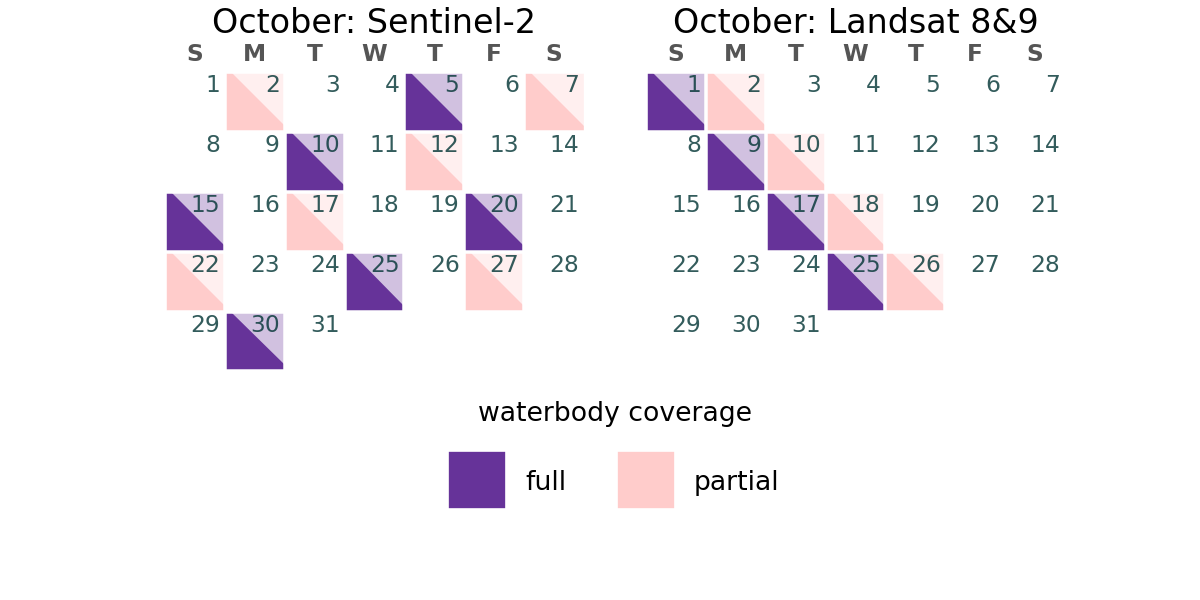 October: Sentinel-2
S M T W T F S
1 2 3 4 5 6 7
8 9 10 11 12 13 14
15 16 17 18 19 20 21
22 23 24 25 26 27 28
29 30 31
October: Landsat 8&9
S M T W T F S
1 2 3 4 5 6 7
8 9 10 11 12 13 14
15 16 17 18 19 20 21
22 23 24 25 26 27 28
29 30 31
waterbody coverage
full partial